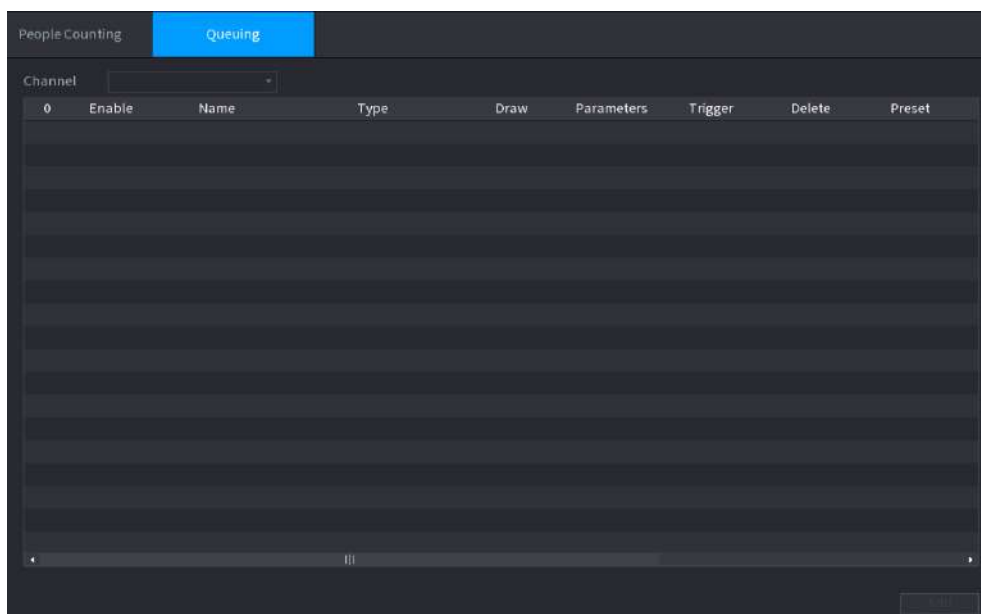 People Counting Queuing
Channel
0 Enable Name Type Draw Parameters Trigger Delete Preset